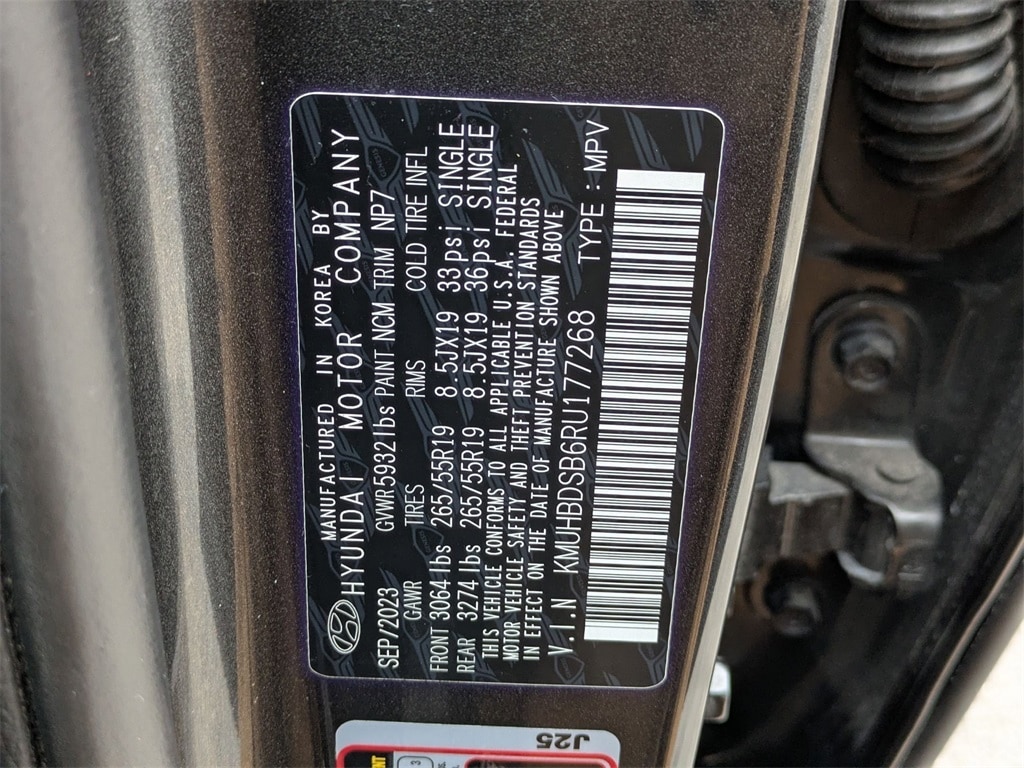 MANUFACTURED IN KOREA BY
HYUNDAI MOTOR COMPANY
SEP/2023 GVWR 5932 lbs PAINT NCM TRIM NP7
GAWR TIRES RIMS COLD TIRE INFL
FRONT 3064 lbs 265/55R19 8.5JX19 33psi SINGLE
REAR 3274 lbs 265/55R19 8.5JX19 36psi SINGLE
THIS VEHICLE CONFORMS TO ALL APPLICABLE U.S.A. FEDERAL
MOTOR VEHICLE SAFETY AND THEFT PREVENTION STANDARDS
IN EFFECT ON THE DATE OF MANUFACTURE SHOWN ABOVE
V.I.N KMUHBDSB6RU177268 TYPE : MPV
J25
3